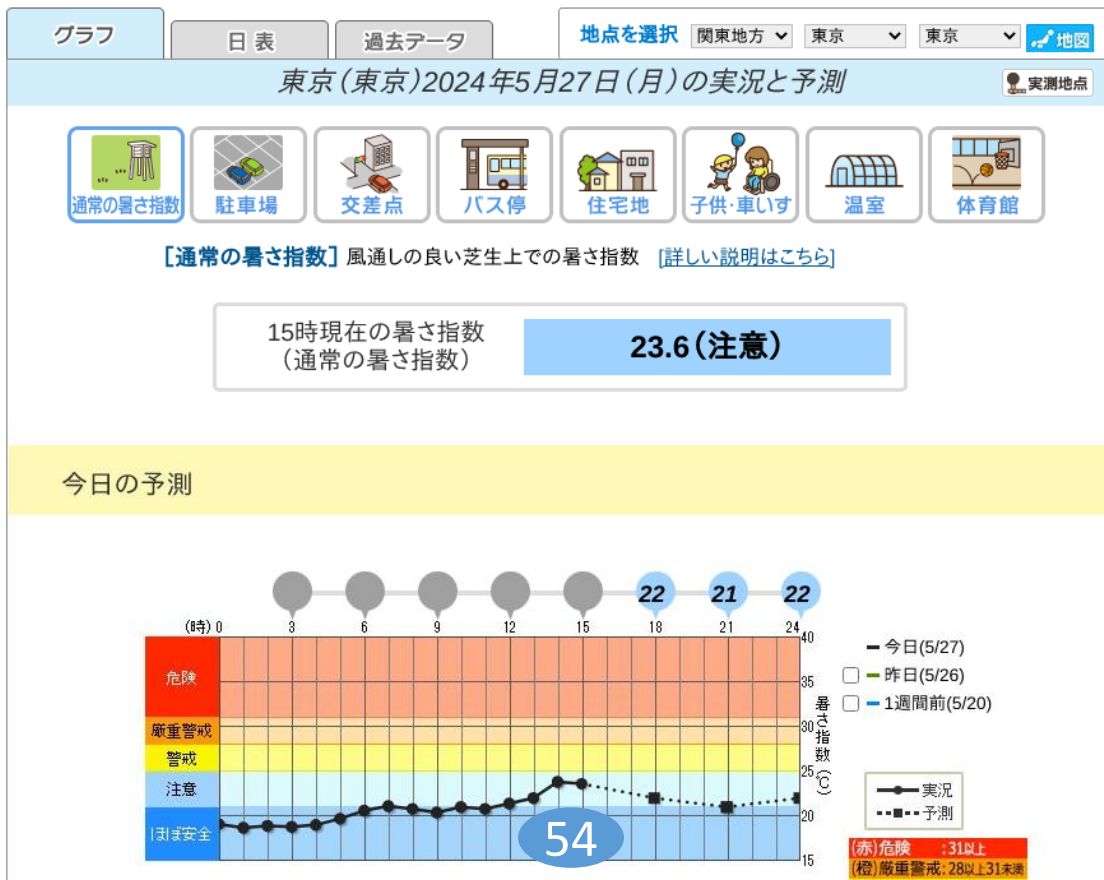 グラフ
日 表
過去データ
地点を選択 関東地方 東京 東京 地図
東京(東京)2024年5月27日(月)の実況と予測
実測地点
通常の暑さ指数
駐車場
交差点
バス停
住宅地
子供・車いす
温室
体育館
[通常の暑さ指数] 風通しの良い芝生上での暑さ指数 [詳しい説明はこちら]
15時現在の暑さ指数
(通常の暑さ指数)
23.6(注意)
今日の予測
22 21 22
(時) 0 3 6 9 12 15 18 21 24
危険
厳重警戒
警戒
注意
ほぼ安全
40
35
30
25
20
15
暑さ指数(℃)
今日(5/27)
昨日(5/26)
1週間前(5/20)
実況
予測
54
(赤)危険 :31以上
(橙)厳重警戒:28以上31未満